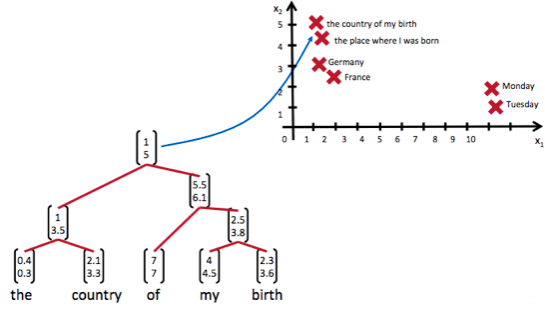 x₂
5
the country of my birth
the place where I was born
4
3
Germany
France
2
Monday
1
Tuesday
0 1 2 3 4 5 6 7 8 9 10
x₁
1
5
5.5
6.1
1
3.5
2.5
3.8
0.4
0.3
2.1
3.3
7
7
4
4.5
2.3
3.6
the country of my birth